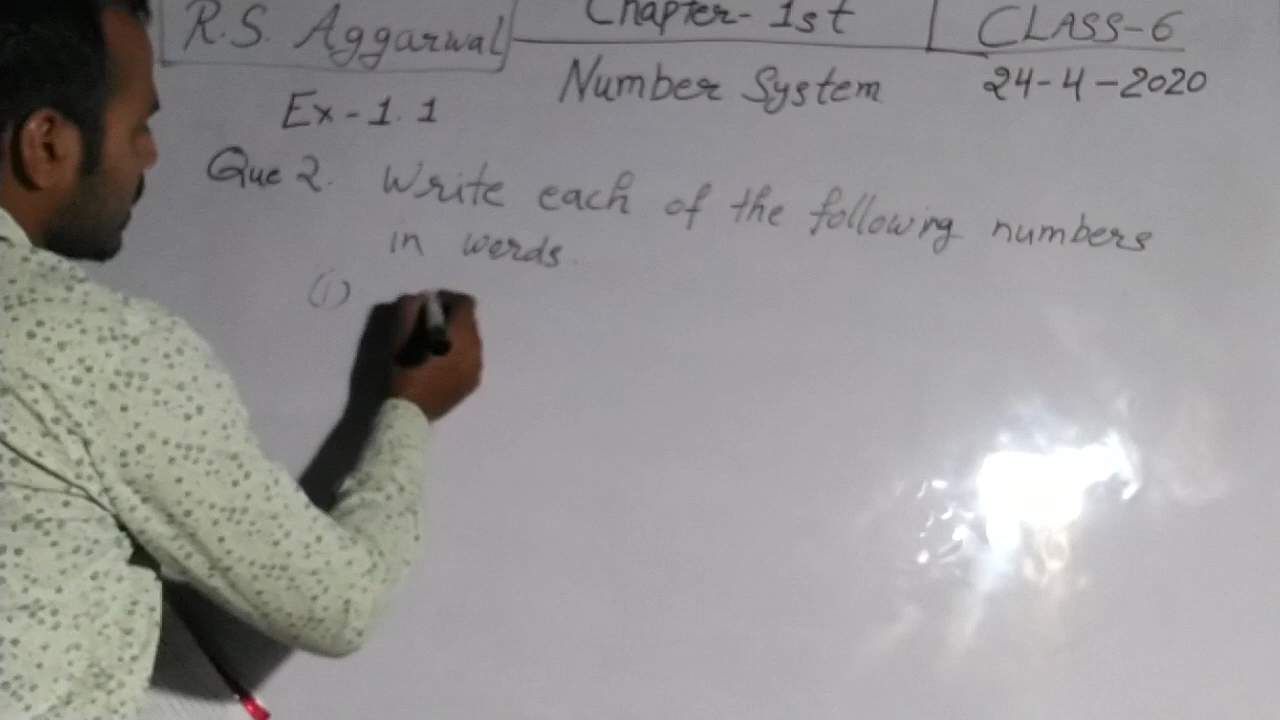 R.S. Aggarwal
Chapter- 1st
CLASS-6
Number System
24-4-2020
Ex-1.1
Que 2. Write each of the following numbers
in words.
(i)